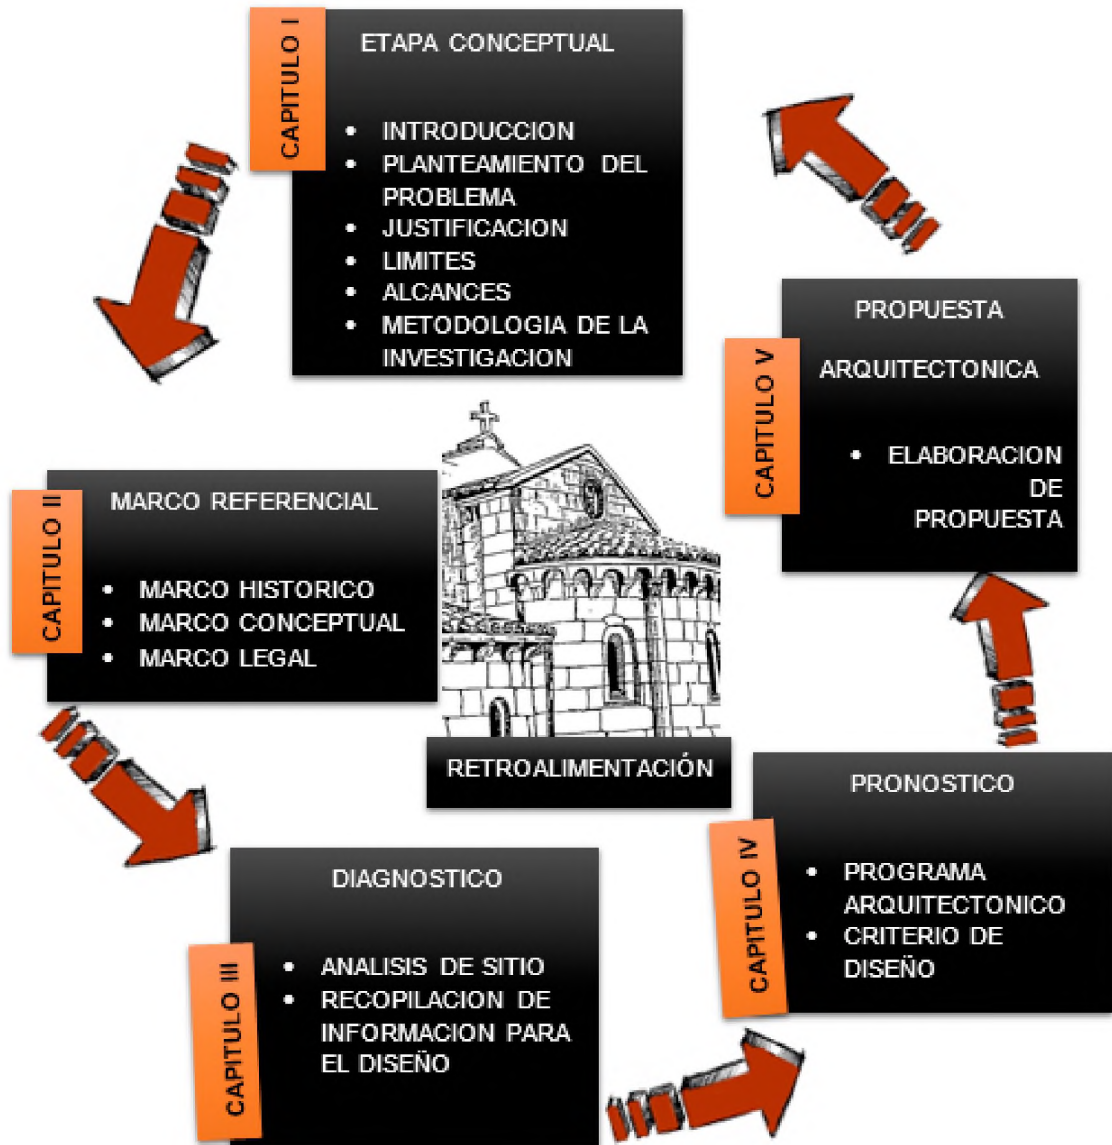 CAPITULO I
ETAPA CONCEPTUAL
• INTRODUCCION
• PLANTEAMIENTO DEL
PROBLEMA
• JUSTIFICACION
• LIMITES
• ALCANCES
• METODOLOGIA DE LA
INVESTIGACION
CAPITULO II
MARCO REFERENCIAL
• MARCO HISTORICO
• MARCO CONCEPTUAL
• MARCO LEGAL
CAPITULO III
DIAGNOSTICO
• ANALISIS DE SITIO
• RECOPILACION DE
INFORMACION PARA
EL DISEÑO
CAPITULO IV
PRONOSTICO
• PROGRAMA
ARQUITECTONICO
• CRITERIO DE
DISEÑO
CAPITULO V
PROPUESTA
ARQUITECTONICA
• ELABORACION
DE
PROPUESTA
RETROALIMENTACIÓN